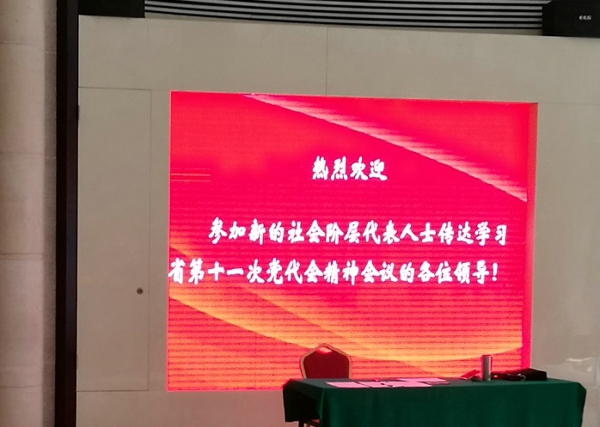 热烈欢迎
参加新的社会阶层代表人士传达学习
省第十一次党代会精神会议的各位领导！